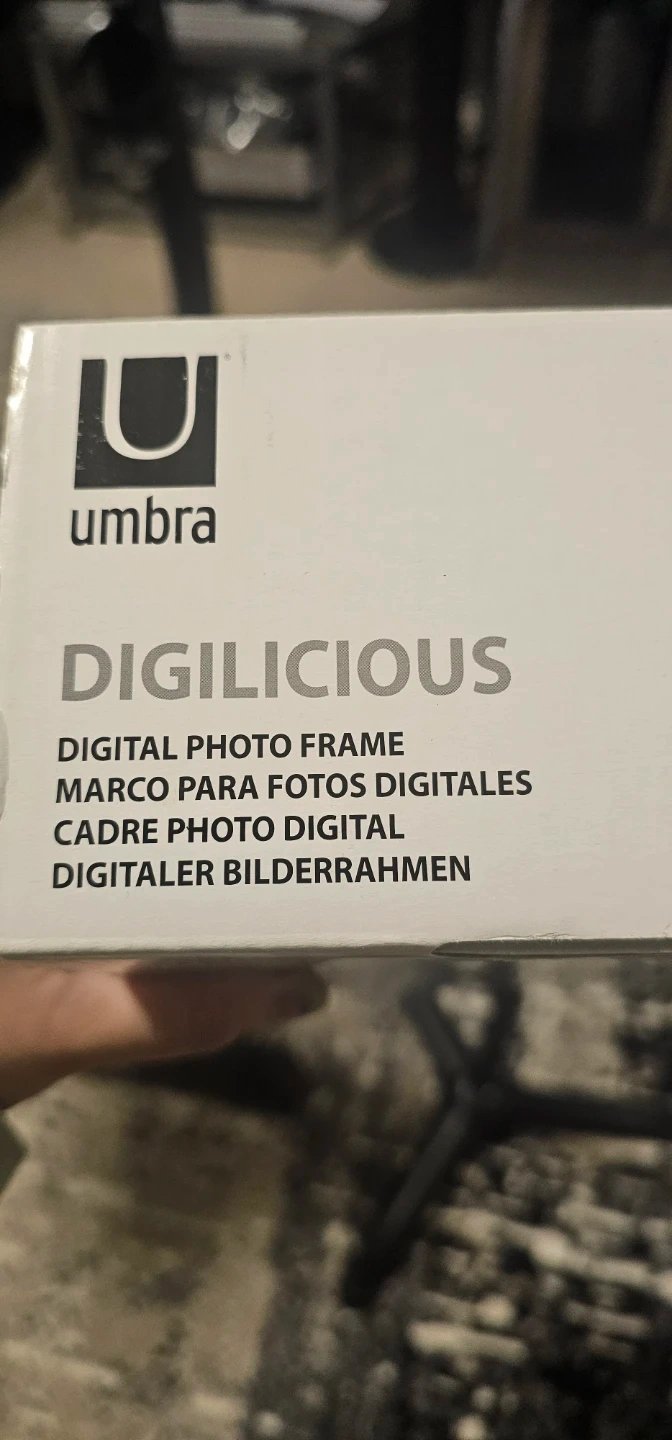 U
umbra
DIGILICIOUS
DIGITAL PHOTO FRAME
MARCO PARA FOTOS DIGITALES
CADRE PHOTO DIGITAL
DIGITALER BILDERRAHMEN